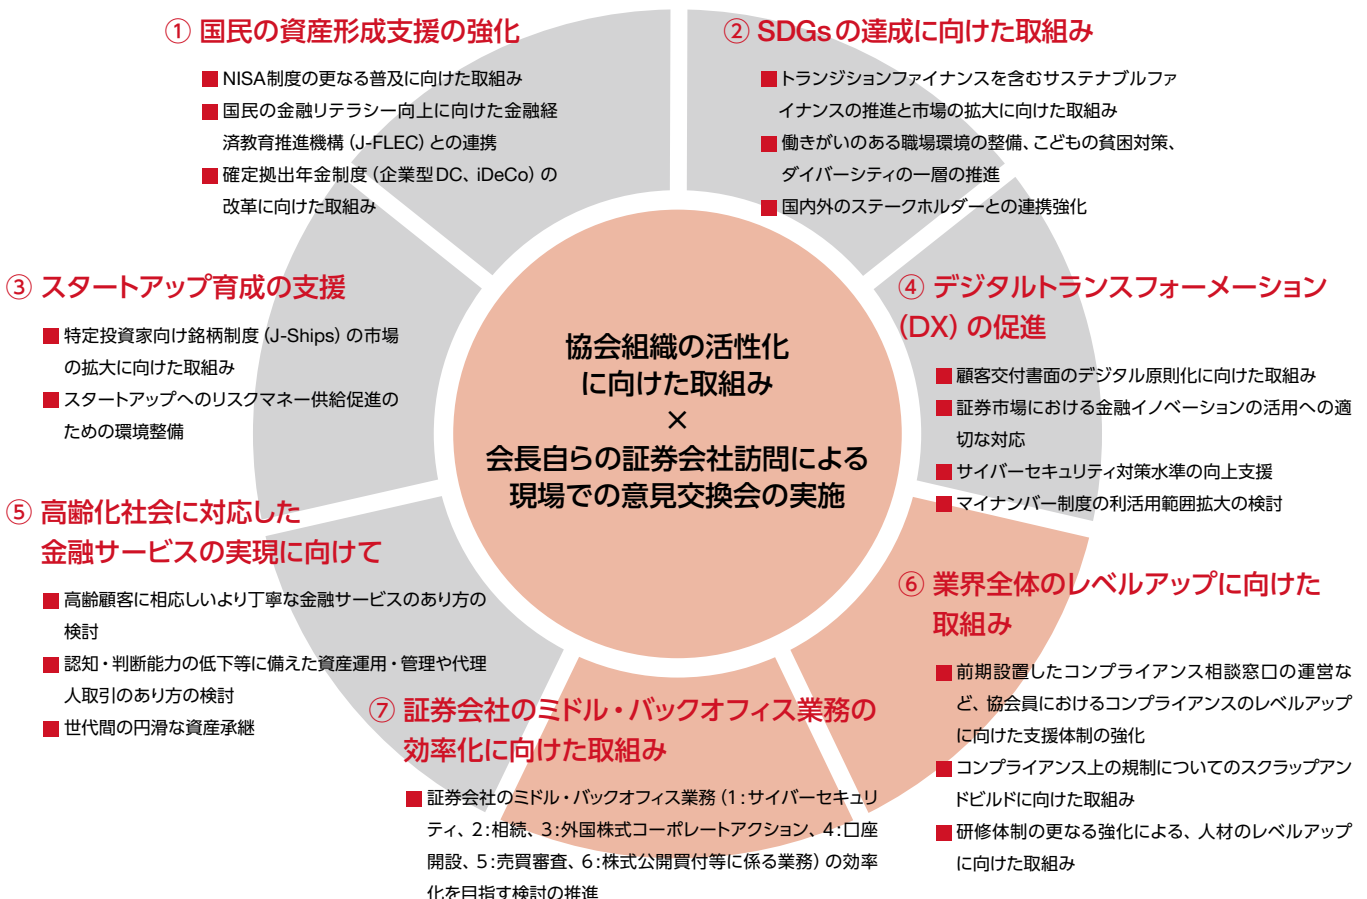 ① 国民の資産形成支援の強化
■ NISA制度の更なる普及に向けた取組み
■ 国民の金融リテラシー向上に向けた金融経
済教育推進機構（J-FLEC）との連携
■ 確定拠出年金制度（企業型DC、iDeCo）の
改革に向けた取組み
② SDGsの達成に向けた取組み
■ トランジションファイナンスを含むサステナブルファ
イナンスの推進と市場の拡大に向けた取組み
■ 働きがいのある職場環境の整備、こどもの貧困対策、
ダイバーシティの一層の推進
■ 国内外のステークホルダーとの連携強化
③ スタートアップ育成の支援
■ 特定投資家向け銘柄制度（J-Ships）の市場
の拡大に向けた取組み
■ スタートアップへのリスクマネー供給促進の
ための環境整備
協会組織の活性化
に向けた取組み
×
会長自らの証券会社訪問による
現場での意見交換会の実施
④ デジタルトランスフォーメーション
（DX）の促進
■ 顧客交付書面のデジタル原則化に向けた取組み
■ 証券市場における金融イノベーションの活用への適
切な対応
■ サイバーセキュリティ対策水準の向上支援
■ マイナンバー制度の利活用範囲拡大の検討
⑤ 高齢化社会に対応した
金融サービスの実現に向けて
■ 高齢顧客に相応しいより丁寧な金融サービスのあり方の
検討
■ 認知・判断能力の低下等に備えた資産運用・管理や代理
人取引のあり方の検討
■ 世代間の円滑な資産承継
⑥ 業界全体のレベルアップに向けた
取組み
■ 前期設置したコンプライアンス相談窓口の運営な
ど、協会員におけるコンプライアンスのレベルアップ
に向けた支援体制の強化
■ コンプライアンス上の規制についてのスクラップアン
ドビルドに向けた取組み
■ 研修体制の更なる強化による、人材のレベルアップ
に向けた取組み
⑦ 証券会社のミドル・バックオフィス業務の
効率化に向けた取組み
■ 証券会社のミドル・バックオフィス業務（1：サイバーセキュリ
ティ、2：相続、3：外国株式コーポレートアクション、4：口座
開設、5：売買審査、6：株式公開買付等に係る業務）の効率
化を目指す検討の推進